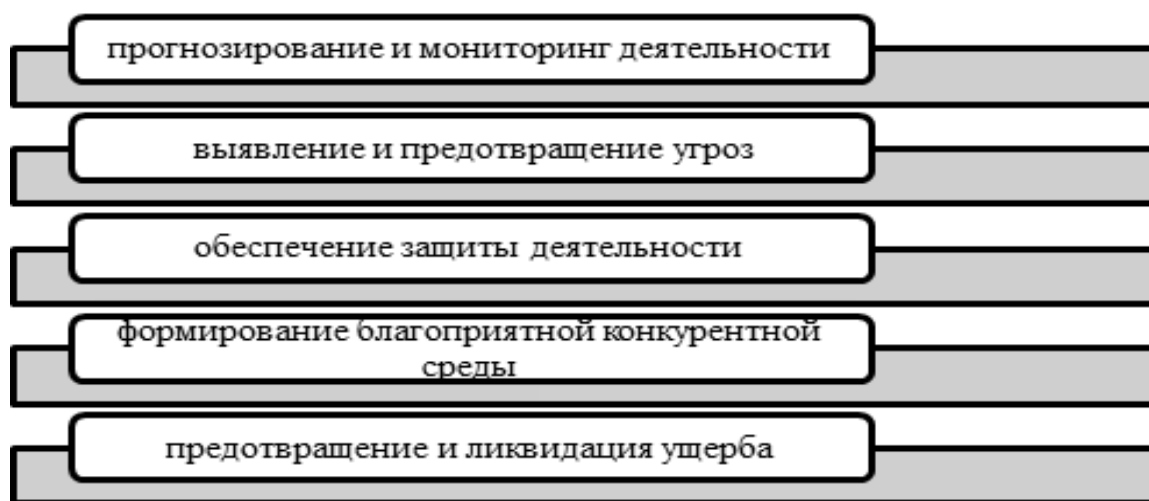 прогнозирование и мониторинг деятельности
выявление и предотвращение угроз
обеспечение защиты деятельности
формирование благоприятной конкурентной
среды
предотвращение и ликвидация ущерба